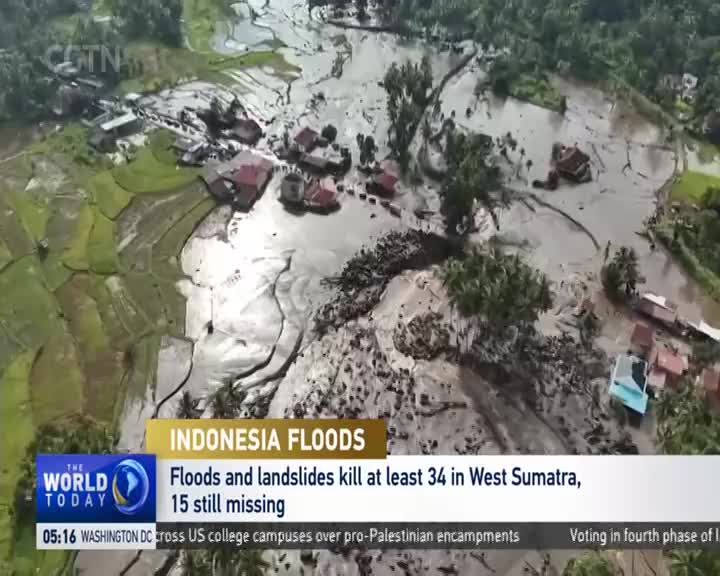 CGTN
INDONESIA FLOODS
Floods and landslides kill at least 34 in West Sumatra,
15 still missing
THE
WORLD
TODAY
05:16 WASHINGTON DC
cross US college campuses over pro-Palestinian encampments Voting in fourth phase of I